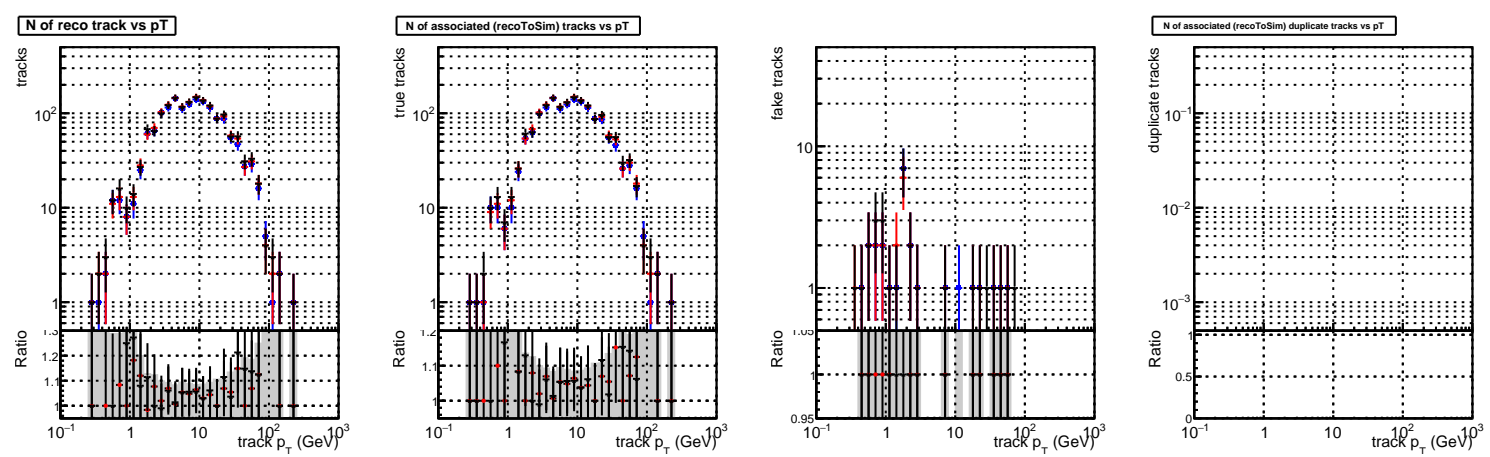 N of reco track vs pT
tracks
10²
10
1
Ratio
1.3
1.2
1.1
1
10⁻¹ 1 10 10² 10³
track p_T (GeV)
N of associated (recoToSim) tracks vs pT
true tracks
10²
10
1
Ratio
1.2
1.1
1
10⁻¹ 1 10 10² 10³
track p_T (GeV)
fake tracks
10
1
Ratio
1.05
1
0.95
10⁻¹ 1 10 10² 10³
track p_T (GeV)
N of associated (recoToSim) duplicate tracks vs pT
duplicate tracks
10⁻¹
10⁻²
10⁻³
Ratio
1
0.5
0
10⁻¹ 1 10 10² 10³
track p_T (GeV)